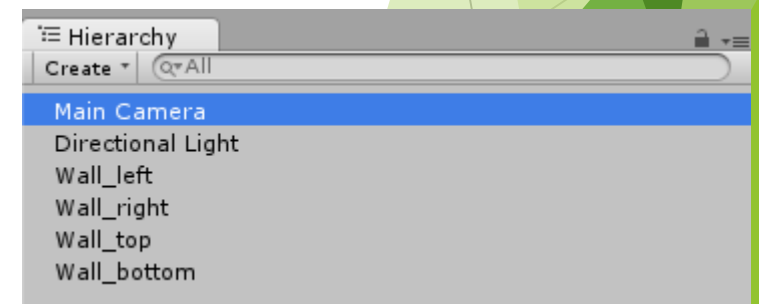 Hierarchy
Create All
Main Camera
Directional Light
Wall_left
Wall_right
Wall_top
Wall_bottom